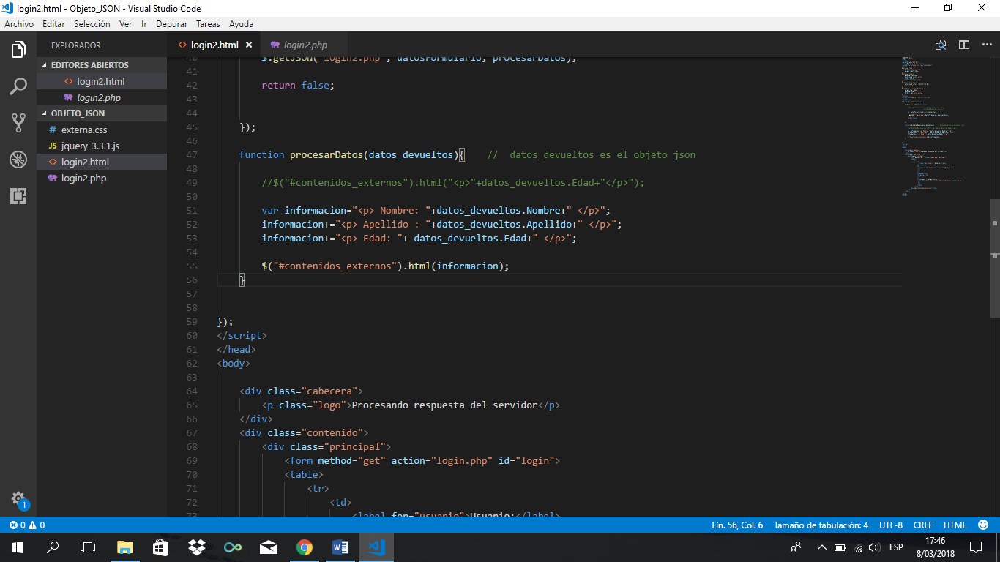 login2.html - Objeto_JSON - Visual Studio Code
Archivo Editar Selección Ver Ir Depurar Tareas Ayuda
EXPLORADOR
EDITORES ABIERTOS
<> login2.html
login2.php
OBJETO_JSON
# externa.css
JS jquery-3.3.1.js
<> login2.html
login2.php
1
<> login2.html ×
login2.php
40 $.getJSON("login2.php", datosFormulario, procesarDatos);
41
42 return false;
43
44
45 });
46
47 function procesarDatos(datos_devueltos){ // datos_devueltos es el objeto json
48
49 //$("#contenidos_externos").html("<p>"+datos_devueltos.Edad+"</p>");
50
51 var informacion="<p> Nombre: "+datos_devueltos.Nombre+" </p>";
52 informacion+="<p> Apellido : "+datos_devueltos.Apellido+" </p>";
53 informacion+="<p> Edad: "+ datos_devueltos.Edad+" </p>";
54
55 $("#contenidos_externos").html(informacion);
56 }
57
58
59 });
60 </script>
61 </head>
62 <body>
63
64 <div class="cabecera">
65 <p class="logo">Procesando respuesta del servidor</p>
66 </div>
67 <div class="contenido">
68 <div class="principal">
69 <form method="get" action="login.php" id="login">
70 <table>
71 <tr>
72 <td>
73 <label for="usuario">Usuario:</label>
0 0
Lín. 56, Col. 6 Tamaño de tabulación: 4 UTF-8 CRLF HTML
ESP
17:46
8/03/2018